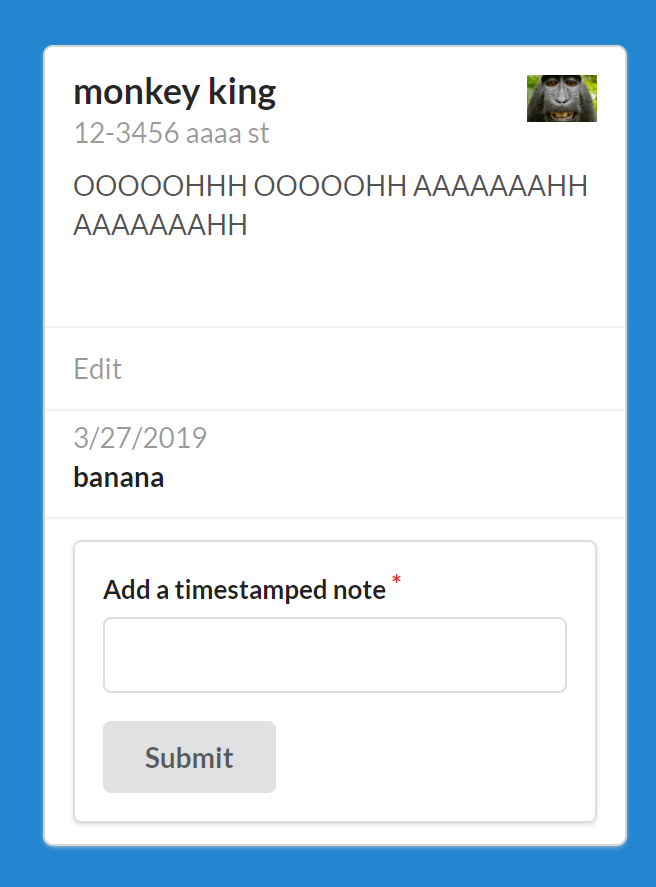 monkey king
12-3456 aaaa st
OOOOOHHH OOOOOHH AAAAAAAHH
AAAAAAAHH
Edit
3/27/2019
banana
Add a timestamped note *
Submit